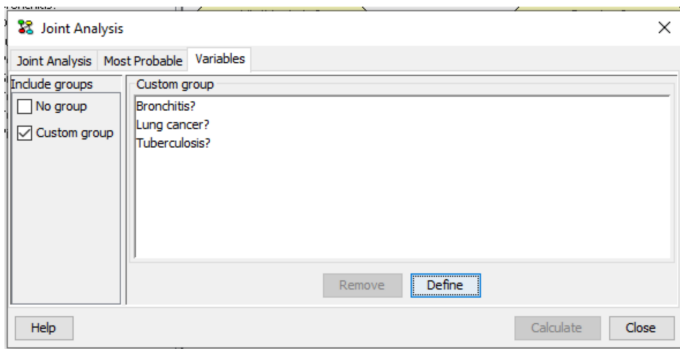 Joint Analysis
Joint Analysis Most Probable Variables
Include groups
No group
Custom group
Custom group
Bronchitis?
Lung cancer?
Tuberculosis?
Remove Define
Help Calculate Close